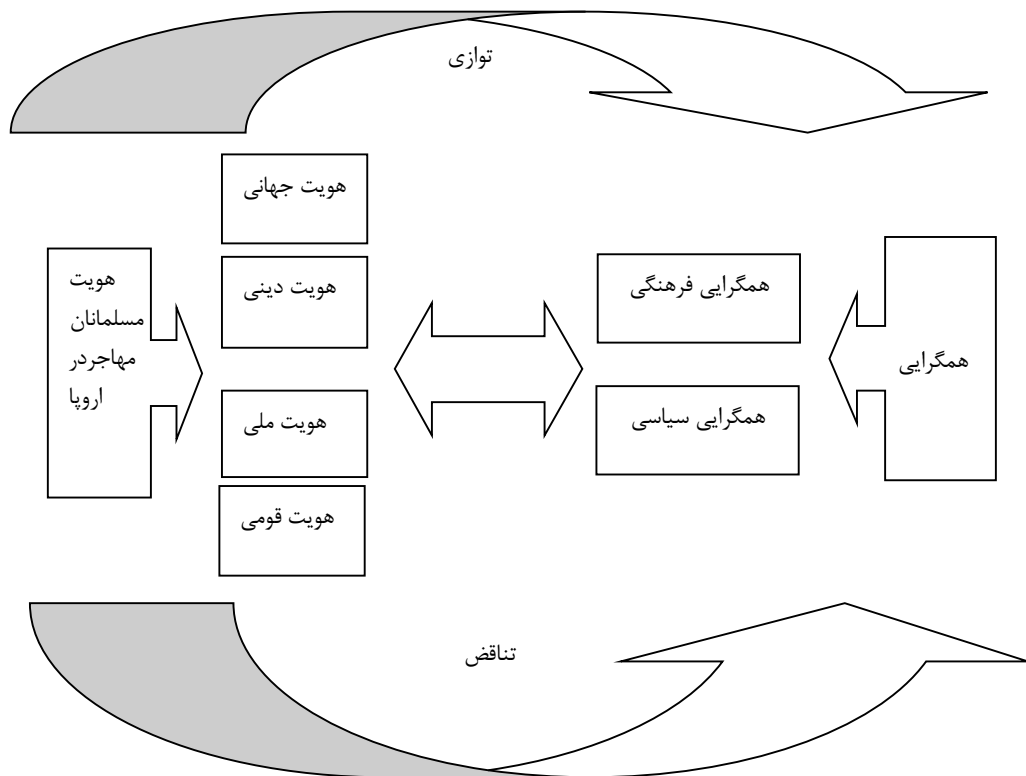 توازی
هویت جهانی
هویت دینی
هویت ملی
هویت قومی
هویت
مسلمانان
مهاجردر
اروپا
همگرایی فرهنگی
همگرایی سیاسی
همگرایی
تناقض